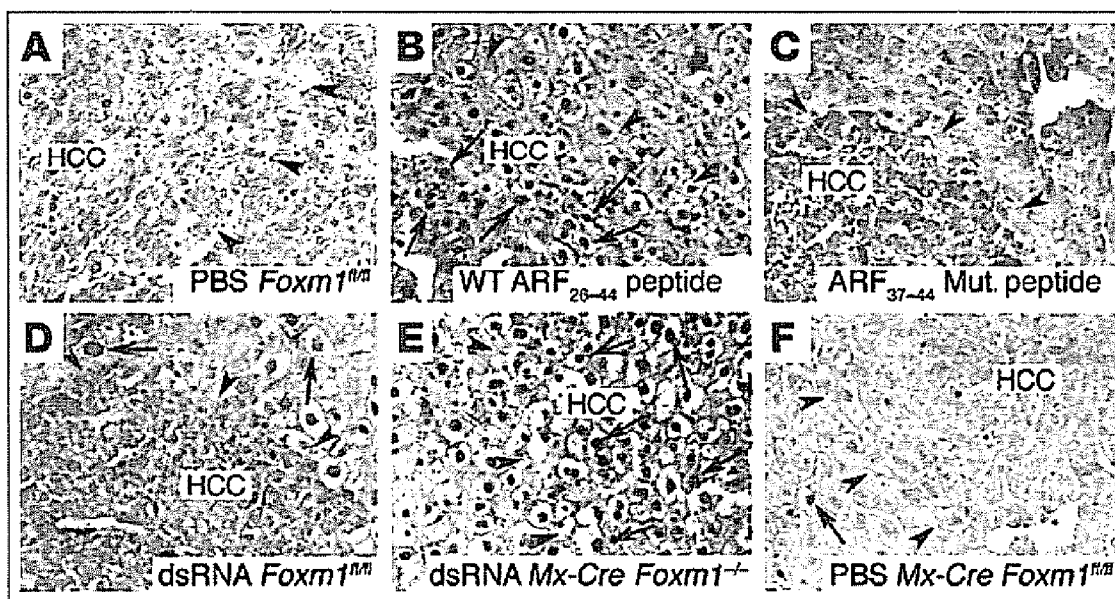 A
HCC
PBS Foxm1fl/fl
B
HCC
WT ARF26–44 peptide
C
HCC
ARF37–44 Mut. peptide
D
HCC
dsRNA Foxm1fl/fl
E
HCC
dsRNA Mx-Cre Foxm1–/–
F
HCC
PBS Mx-Cre Foxm1fl/fl